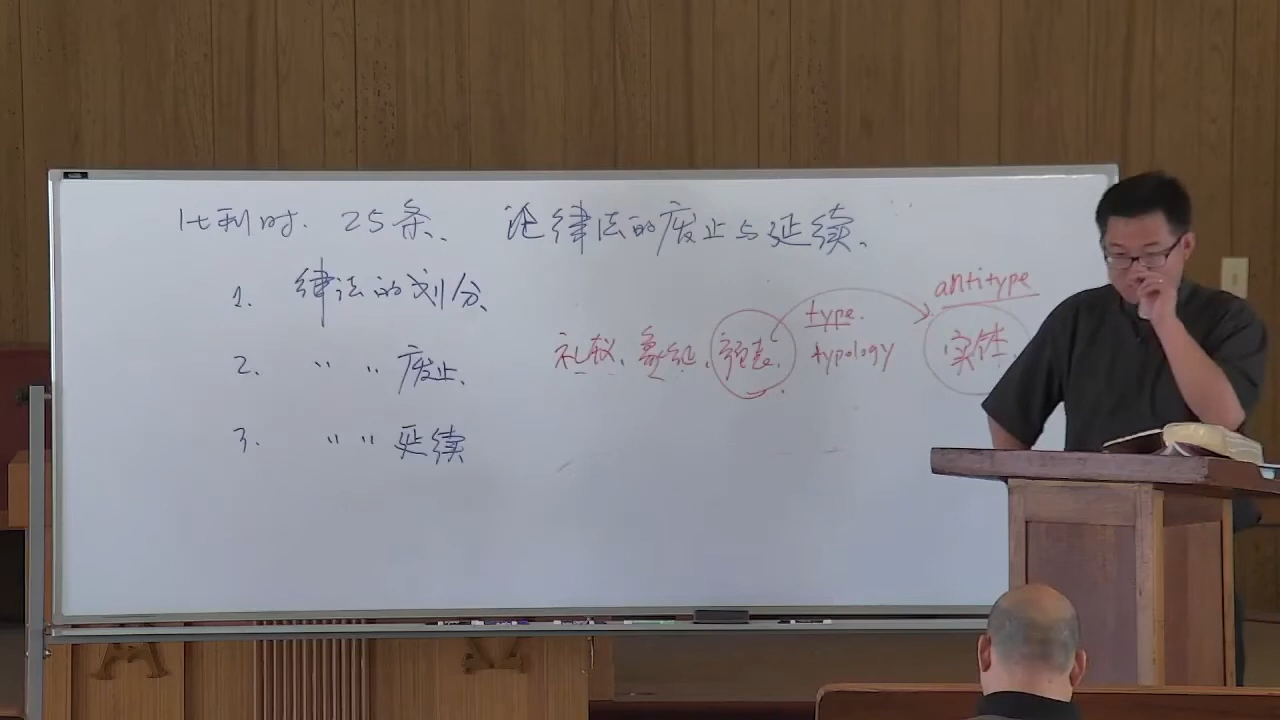 比利时. 25条、 论律法的废止与延续、
1. 律法的划分、
2. " " 废止.
3. " " 延续
antitype
type.
礼仪、象征、预表. typology 实体